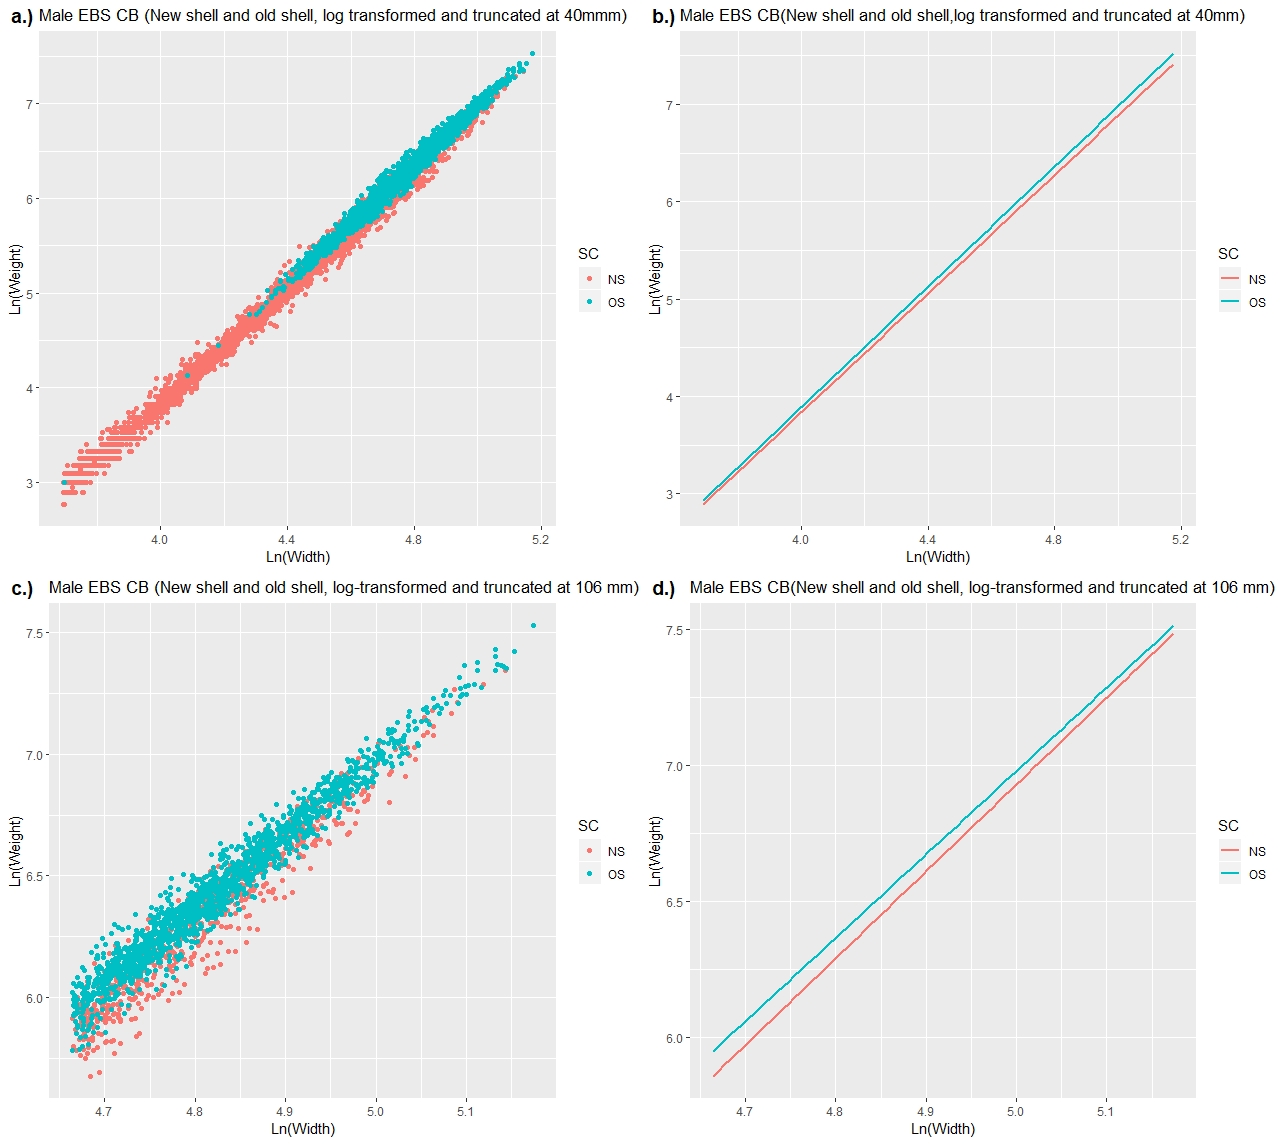 a.) Male EBS CB (New shell and old shell, log transformed and truncated at 40mmm)
Ln(Weight)
7
6
5
4
3
4.0 4.4 4.8 5.2
Ln(Width)
SC
NS
OS
b.) Male EBS CB(New shell and old shell,log transformed and truncated at 40mm)
Ln(Weight)
7
6
5
4
3
4.0 4.4 4.8 5.2
Ln(Width)
SC
NS
OS
c.) Male EBS CB (New shell and old shell, log-transformed and truncated at 106 mm)
Ln(Weight)
7.5
7.0
6.5
6.0
4.7 4.8 4.9 5.0 5.1
Ln(Width)
SC
NS
OS
d.) Male EBS CB(New shell and old shell, log-transformed and truncated at 106 mm)
Ln(Weight)
7.5
7.0
6.5
6.0
4.7 4.8 4.9 5.0 5.1
Ln(Width)
SC
NS
OS